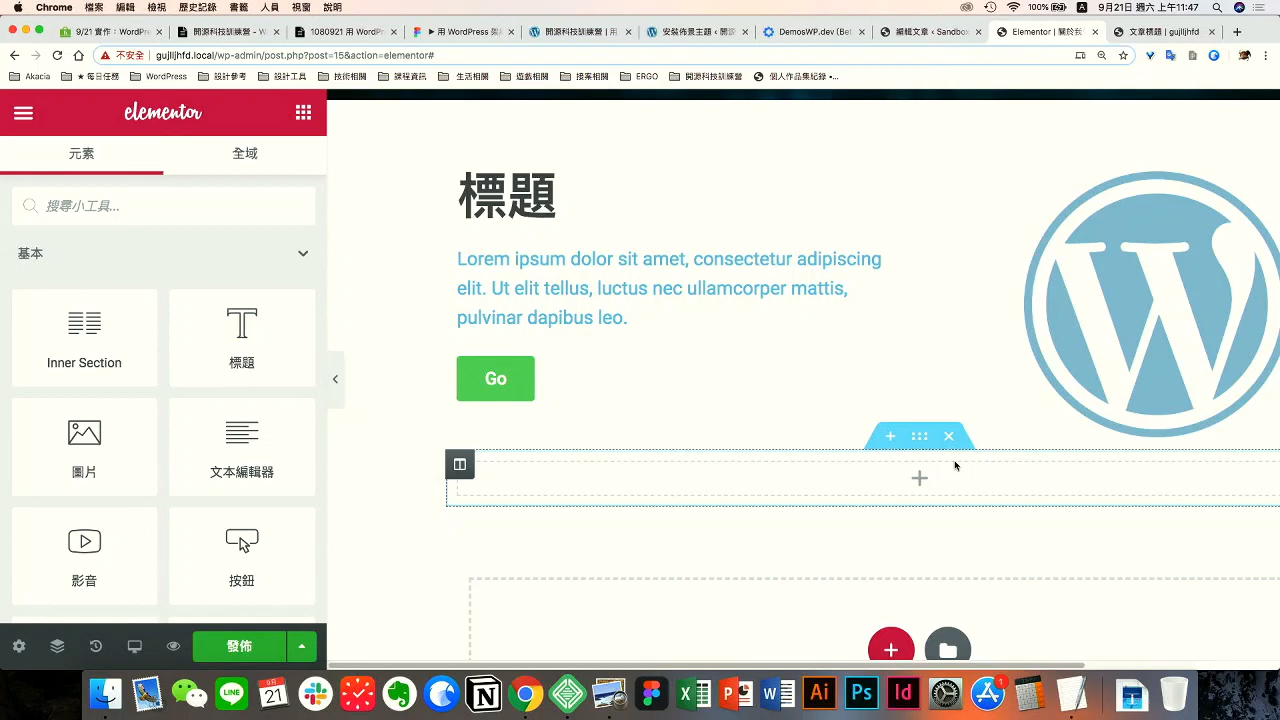 Chrome 檔案 編輯 檢視 歷史記錄 書籤 人員 視窗 說明
100% 9月21日 週六 上午11:47
9/21 實作：WordPr
開源科技訓練營 - W
1080921 用 WordPr
用 WordPress 架
開源科技訓練營 | 用
安裝佈景主題 < 開源
DemosWP.dev (Bet
編輯文章 < Sandbox
Elementor | 關於我
文章標題 | gujlljhfd
不安全 gujlljhfd.local/wp-admin/post.php?post=15&action=elementor#
Akacia ★ 每日任務 WordPress 設計參考 設計工具 技術相關 課程資訊 生活相關 遊戲相關 接案相關 ERGO 開源科技訓練營 個人作品集紀錄 •...
elementor
元素 全域
搜尋小工具...
基本
Inner Section
標題
圖片
文本編輯器
影音
按鈕
發佈
標題
Lorem ipsum dolor sit amet, consectetur adipiscing
elit. Ut elit tellus, luctus nec ullamcorper mattis,
pulvinar dapibus leo.
Go
9月
21
LINE
Ai
Ps
Id
1